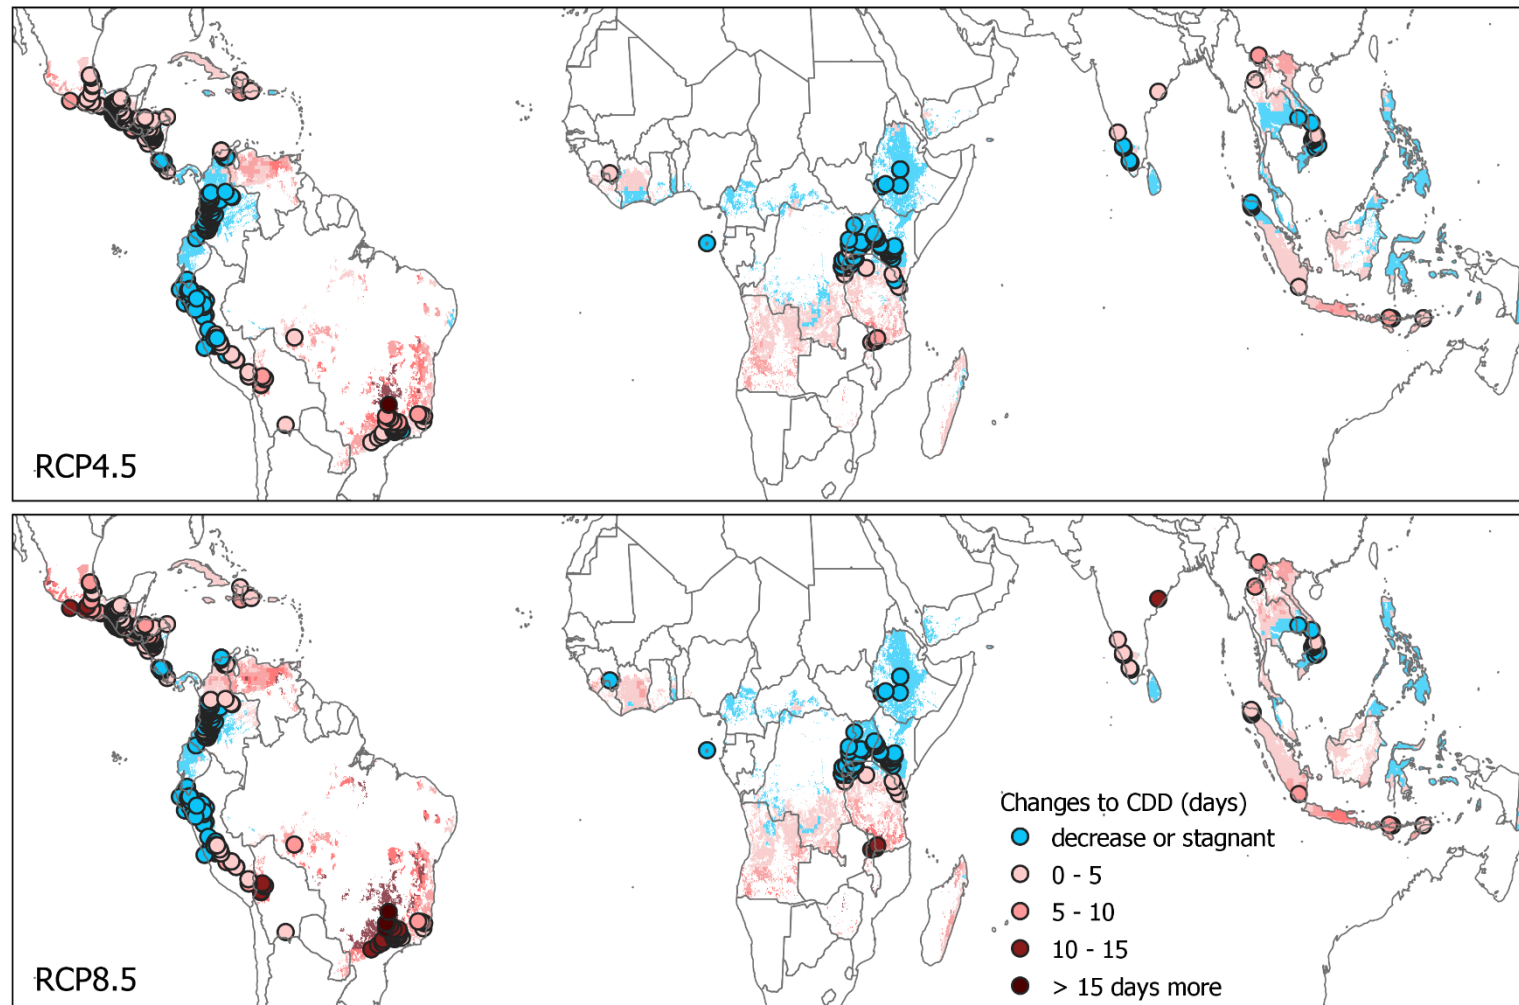 RCP4.5
Changes to CDD (days)
decrease or stagnant
0 - 5
5 - 10
10 - 15
> 15 days more
RCP8.5